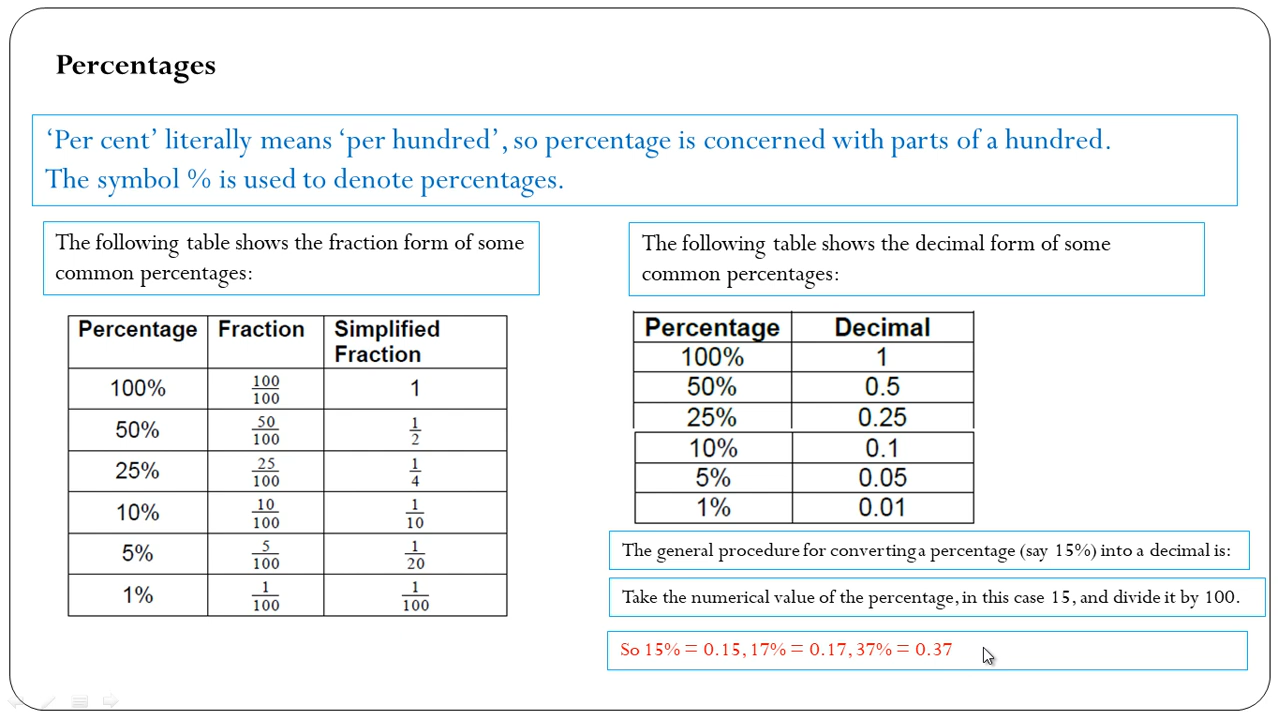 Percentages
‘Per cent’ literally means ‘per hundred’, so percentage is concerned with parts of a hundred.
The symbol % is used to denote percentages.
The following table shows the fraction form of some
common percentages:
Percentage Fraction Simplified
Fraction
100% 100/100 1
50% 50/100 1/2
25% 25/100 1/4
10% 10/100 1/10
5% 5/100 1/20
1% 1/100 1/100
The following table shows the decimal form of some
common percentages:
Percentage Decimal
100% 1
50% 0.5
25% 0.25
10% 0.1
5% 0.05
1% 0.01
The general procedure for converting a percentage (say 15%) into a decimal is:
Take the numerical value of the percentage, in this case 15, and divide it by 100.
So 15% = 0.15, 17% = 0.17, 37% = 0.37